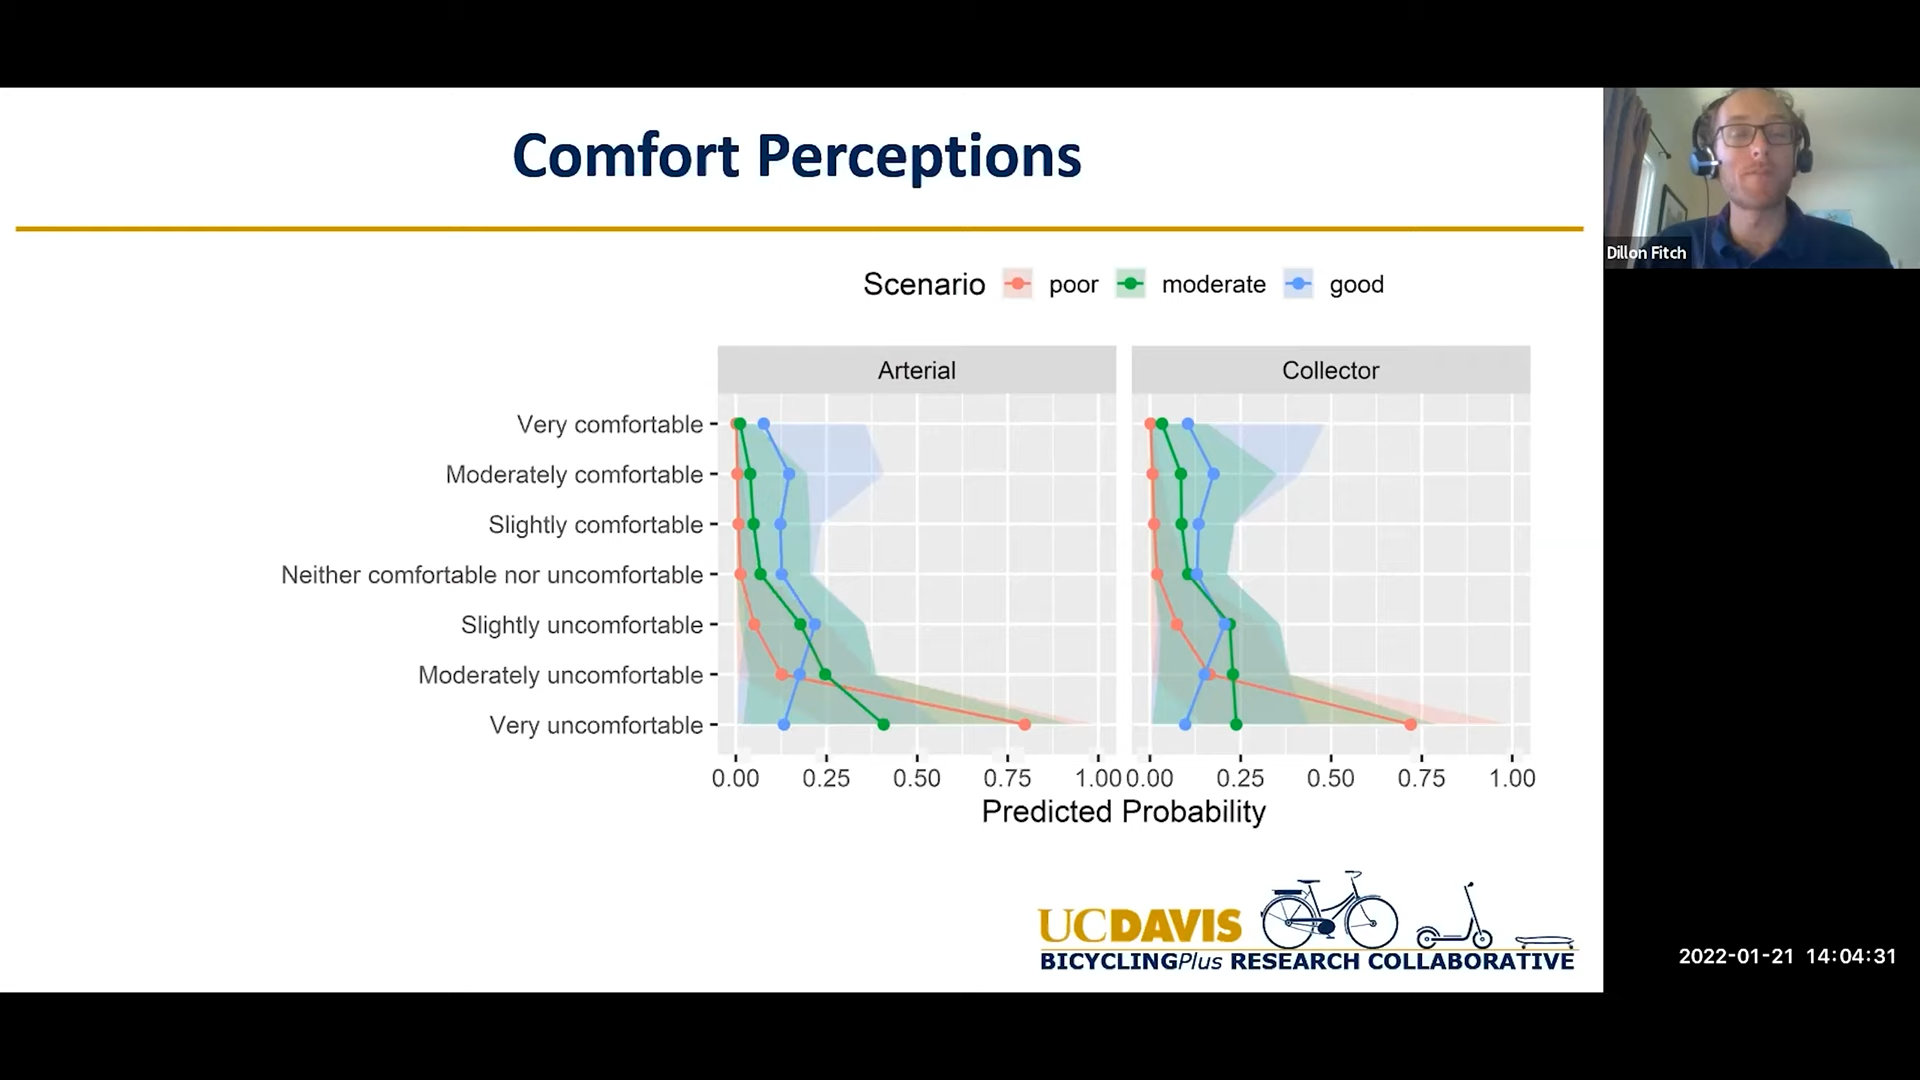 Comfort Perceptions
Dillon Fitch
Scenario poor moderate good
Arterial Collector
Very comfortable
Moderately comfortable
Slightly comfortable
Neither comfortable nor uncomfortable
Slightly uncomfortable
Moderately uncomfortable
Very uncomfortable
0.00 0.25 0.50 0.75 1.00 0.00 0.25 0.50 0.75 1.00
Predicted Probability
UCDAVIS
BICYCLINGPlus RESEARCH COLLABORATIVE
2022-01-21 14:04:31